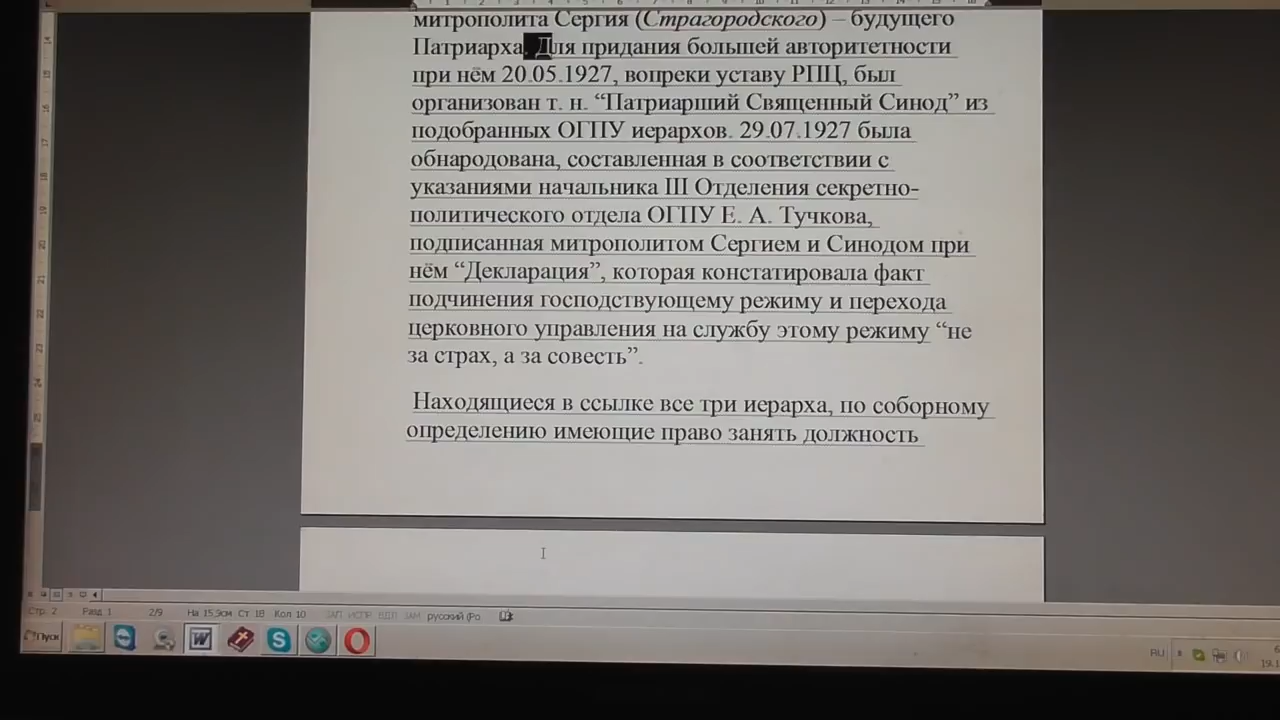 митрополита Сергия (Страгородского) – будущего
Патриарха. Для придания большей авторитетности
при нём 20.05.1927, вопреки уставу РПЦ, был
организован т. н. “Патриарший Священный Синод” из
подобранных ОГПУ иерархов. 29.07.1927 была
обнародована, составленная в соответствии с
указаниями начальника III Отделения секретно-
политического отдела ОГПУ Е. А. Тучкова,
подписанная митрополитом Сергием и Синодом при
нём “Декларация”, которая констатировала факт
подчинения господствующему режиму и перехода
церковного управления на службу этому режиму “не
за страх, а за совесть”.
Находящиеся в ссылке все три иерарха, по соборному
определению имеющие право занять должность
Стр. 2 Разд 1 2/9 На 15,9см Ст 18 Кол 10 ЗАП ИСПР ВДЛ ЗАМ русский (Ро
Пуск
RU